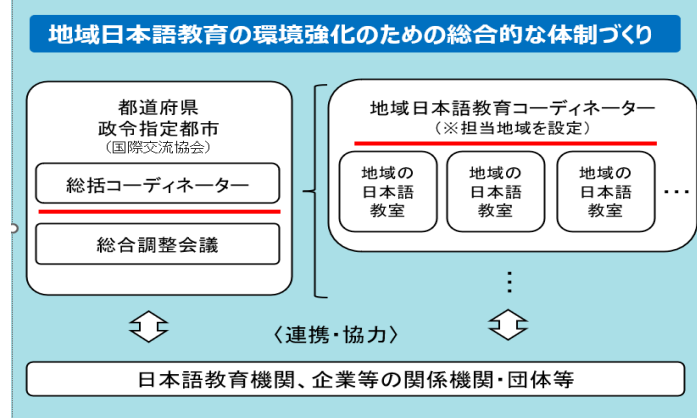 地域日本語教育の環境強化のための総合的な体制づくり
都道府県
政令指定都市
(国際交流協会)
総括コーディネーター
総合調整会議
地域日本語教育コーディネーター
(※担当地域を設定)
地域の
日本語
教室
地域の
日本語
教室
地域の
日本語
教室
…
⋮
〈連携・協力〉
日本語教育機関、企業等の関係機関・団体等